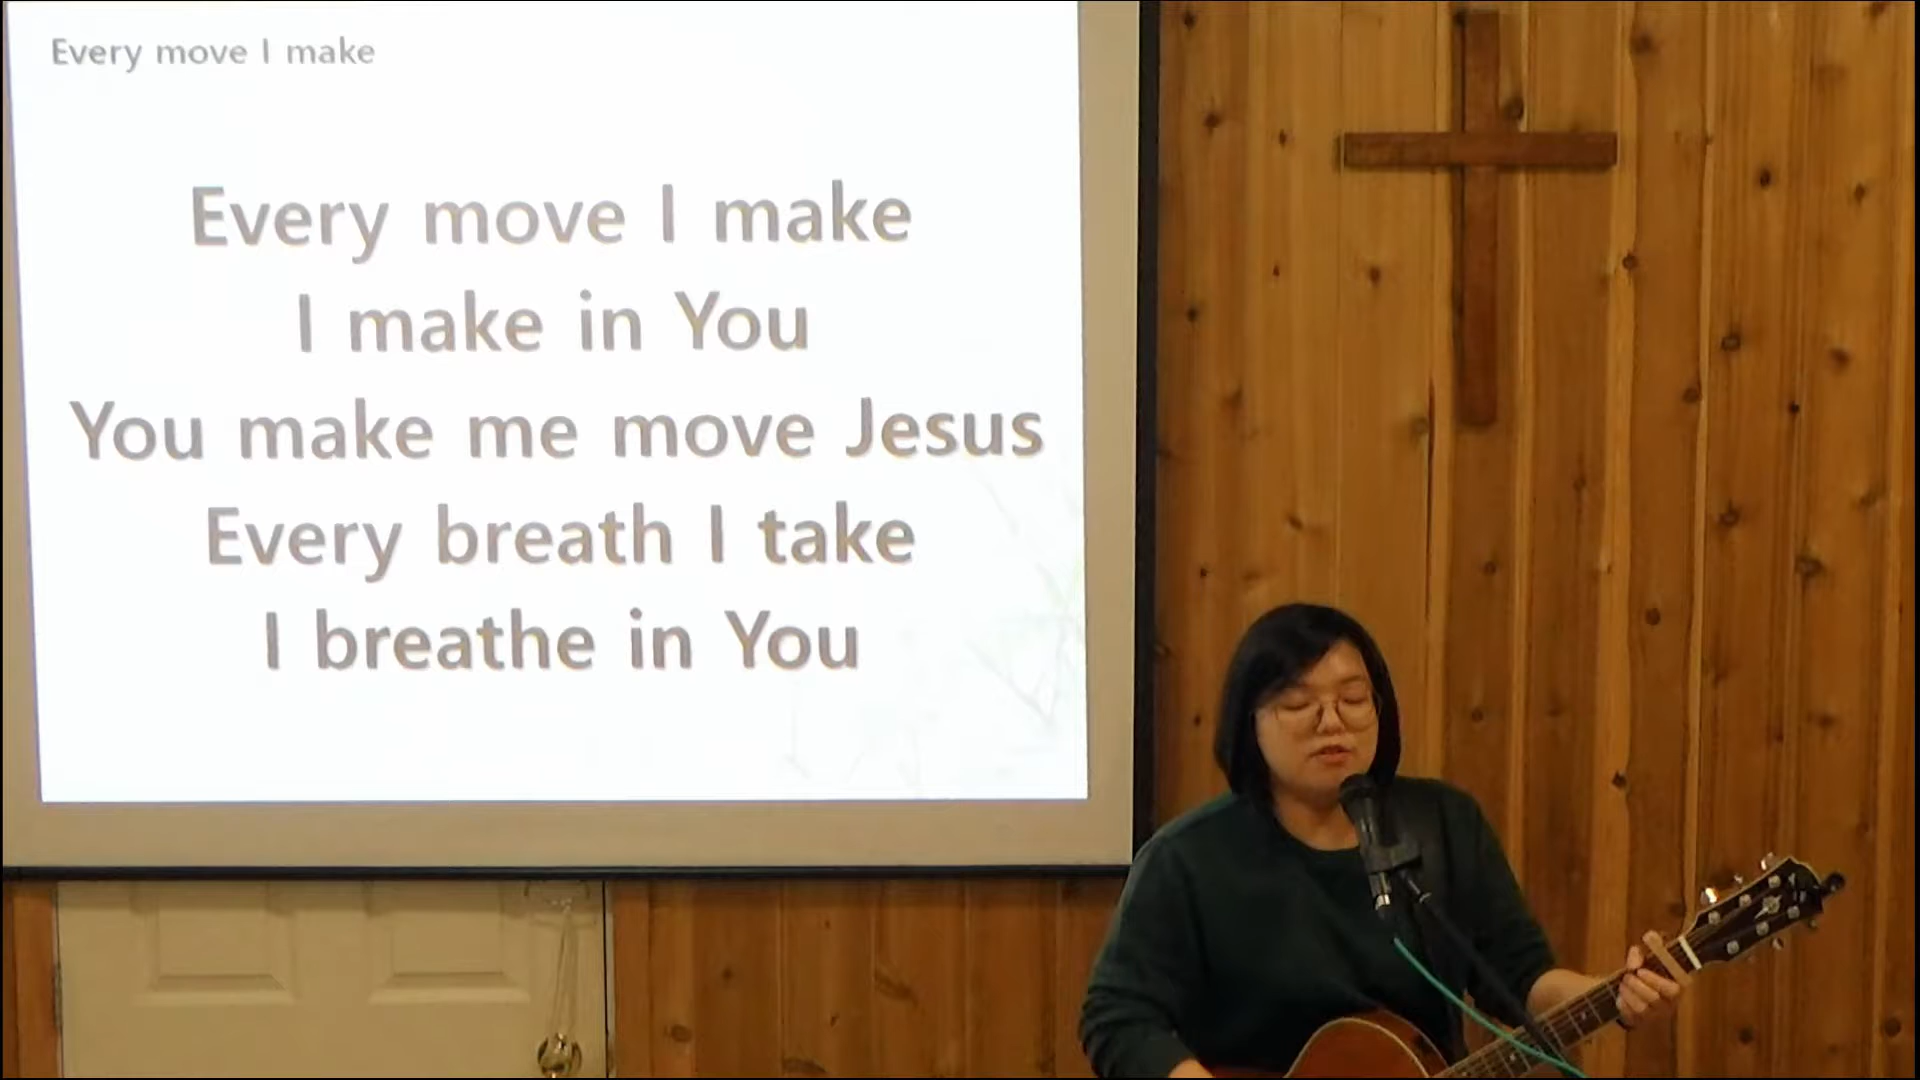 Every move I make
Every move I make
I make in You
You make me move Jesus
Every breath I take
I breathe in You